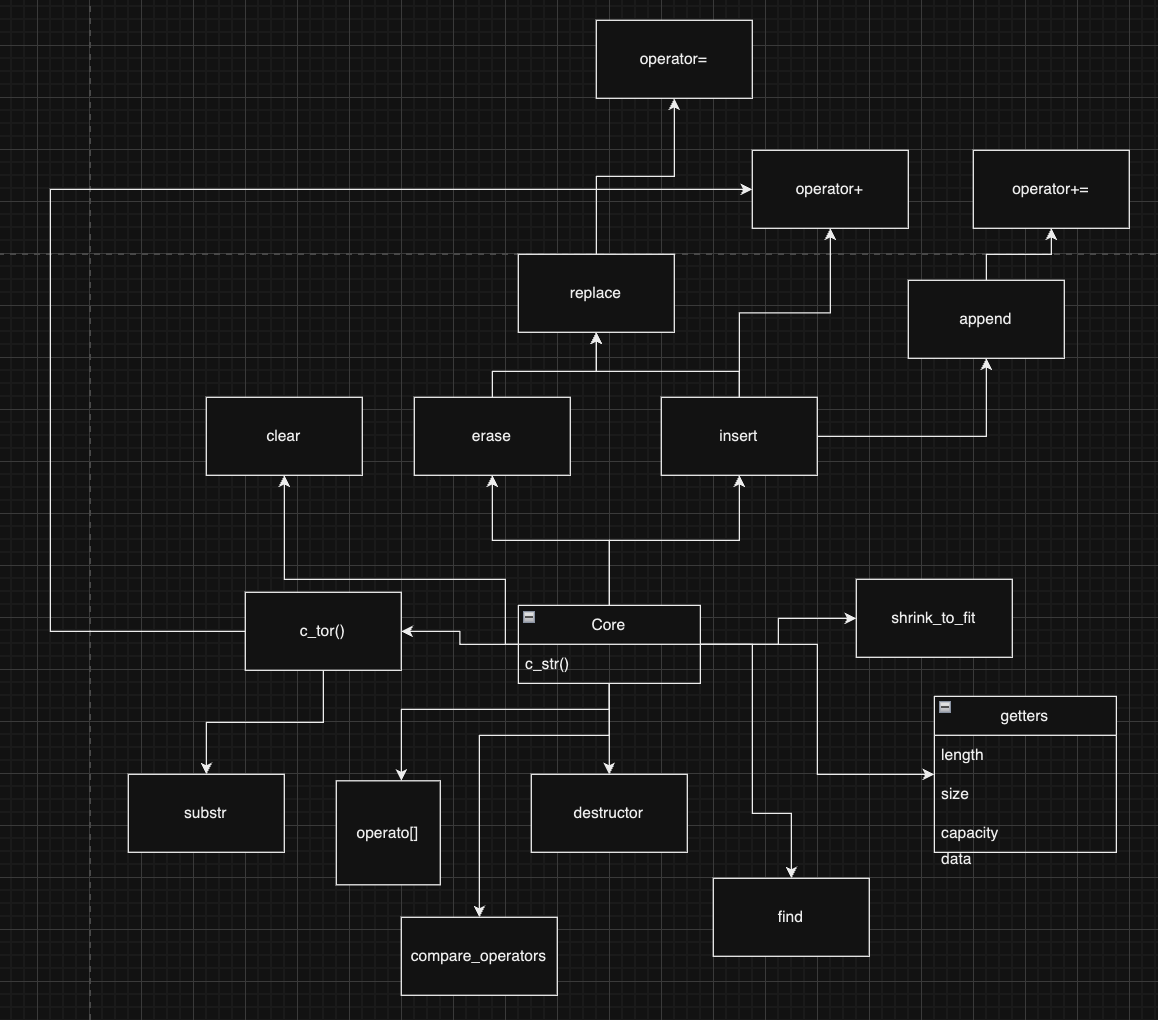 operator=
operator+
operator+=
replace
append
clear
erase
insert
c_tor()
Core
c_str()
shrink_to_fit
getters
length
size
capacity
data
substr
operato[]
destructor
find
compare_operators